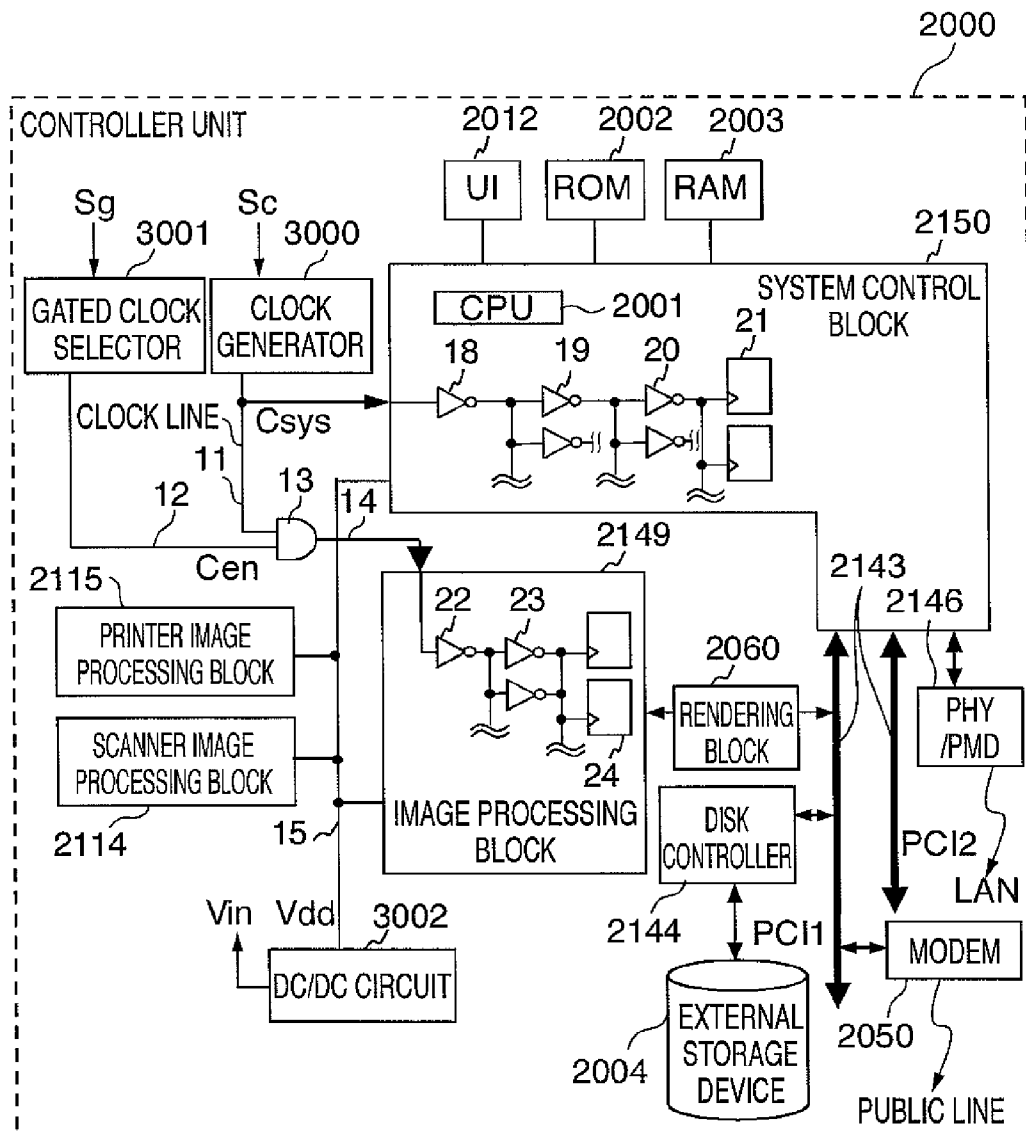 2000
CONTROLLER UNIT
2012
2002
2003
UI
ROM
RAM
Sg
Sc
3001
3000
2150
GATED CLOCK
SELECTOR
CLOCK
GENERATOR
CPU
2001
SYSTEM CONTROL
BLOCK
18
19
20
21
CLOCK LINE
Csys
11
12
13
14
Cen
2149
2143
2146
2115
PRINTER IMAGE
PROCESSING BLOCK
22
23
2060
RENDERING
BLOCK
PHY
/PMD
SCANNER IMAGE
PROCESSING BLOCK
24
2114
15
IMAGE PROCESSING
BLOCK
DISK
CONTROLLER
PCI2
LAN
Vin
Vdd
3002
2144
PCI1
DC/DC CIRCUIT
MODEM
2004
EXTERNAL
STORAGE
DEVICE
2050
PUBLIC LINE